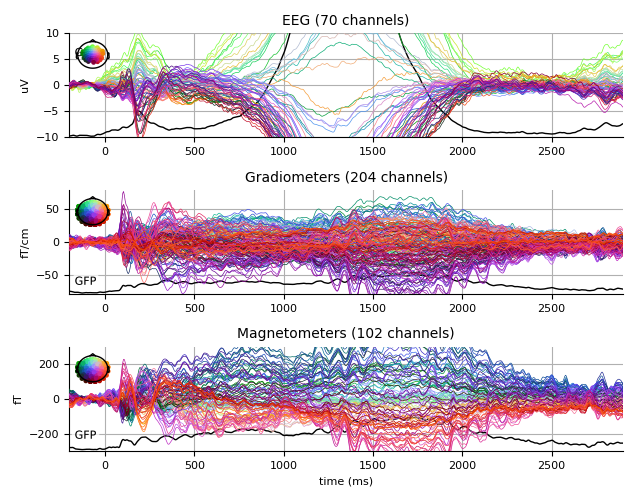 EEG (70 channels)
10
5
0
−5
−10
uV
0 500 1000 1500 2000 2500
Gradiometers (204 channels)
50
0
−50
fT/cm
GFP
0 500 1000 1500 2000 2500
Magnetometers (102 channels)
200
0
−200
fT
GFP
0 500 1000 1500 2000 2500
time (ms)